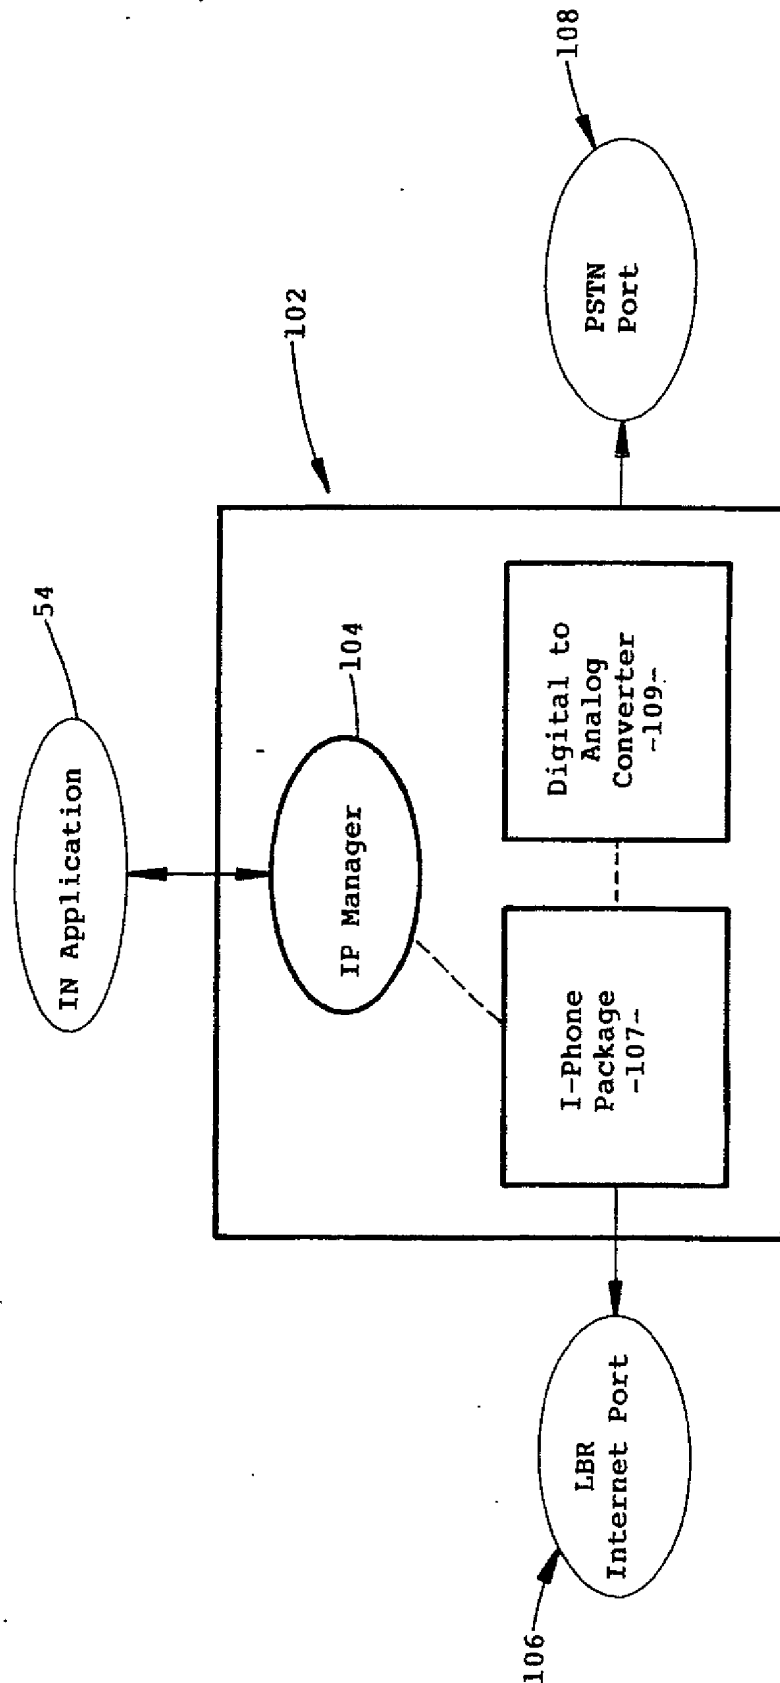 54
IN Application
102
108
104
IP Manager
I-Phone
Package
-107-
Digital to
Analog
Converter
-109-
PSTN
Port
106
LBR
Internet Port